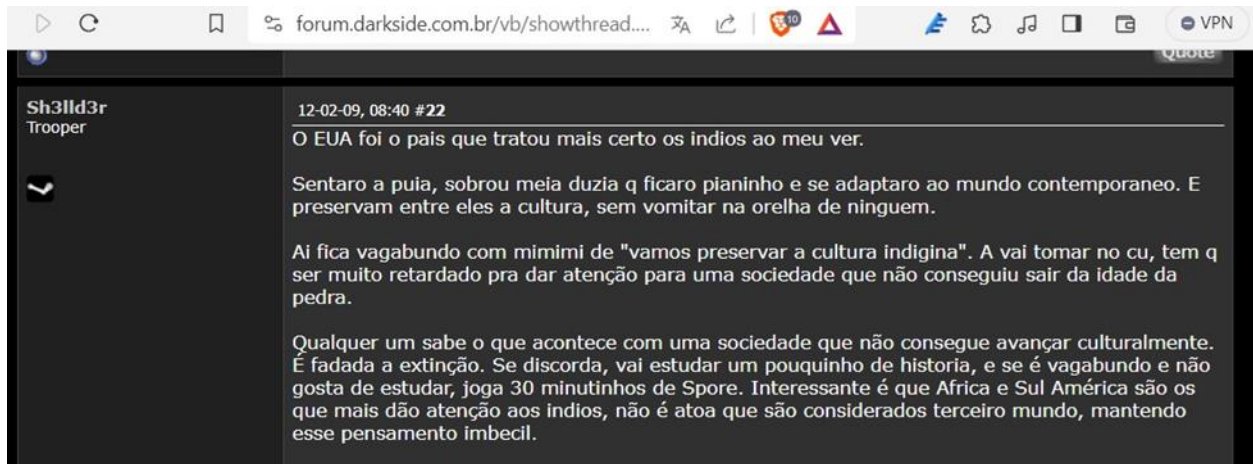 forum.darkside.com.br/vb/showthread....
10
VPN
Quote
Sh3lld3r
Trooper
12-02-09, 08:40 #22
O EUA foi o pais que tratou mais certo os indios ao meu ver.
Sentaro a puia, sobrou meia duzia q ficaro pianinho e se adaptaro ao mundo contemporaneo. E
preservam entre eles a cultura, sem vomitar na orelha de ninguem.
Ai fica vagabundo com mimimi de "vamos preservar a cultura indigina". A vai tomar no cu, tem q
ser muito retardado pra dar atenção para uma sociedade que não conseguiu sair da idade da
pedra.
Qualquer um sabe o que acontece com uma sociedade que não consegue avançar culturalmente.
É fadada a extinção. Se discorda, vai estudar um pouquinho de historia, e se é vagabundo e não
gosta de estudar, joga 30 minutinhos de Spore. Interessante é que Africa e Sul América são os
que mais dão atenção aos indios, não é atoa que são considerados terceiro mundo, mantendo
esse pensamento imbecil.